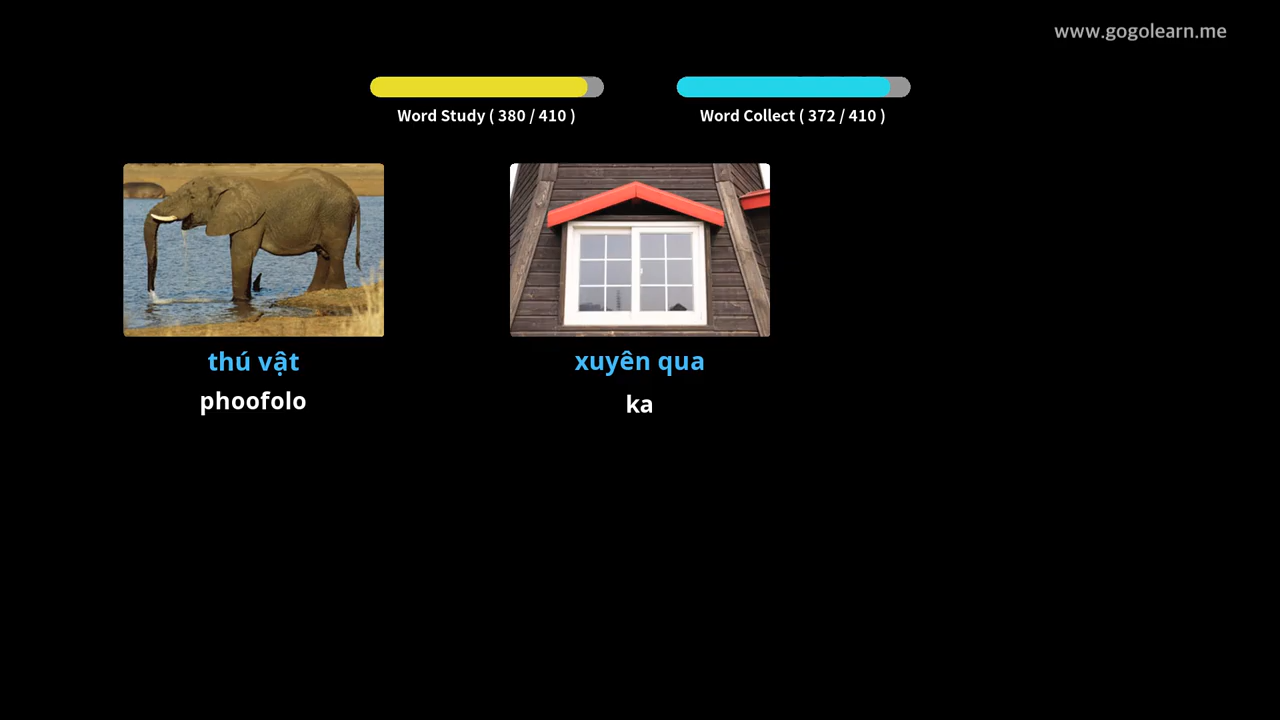 www.gogolearn.me
Word Study ( 380 / 410 )
Word Collect ( 372 / 410 )
thú vật
xuyên qua
phoofolo
ka